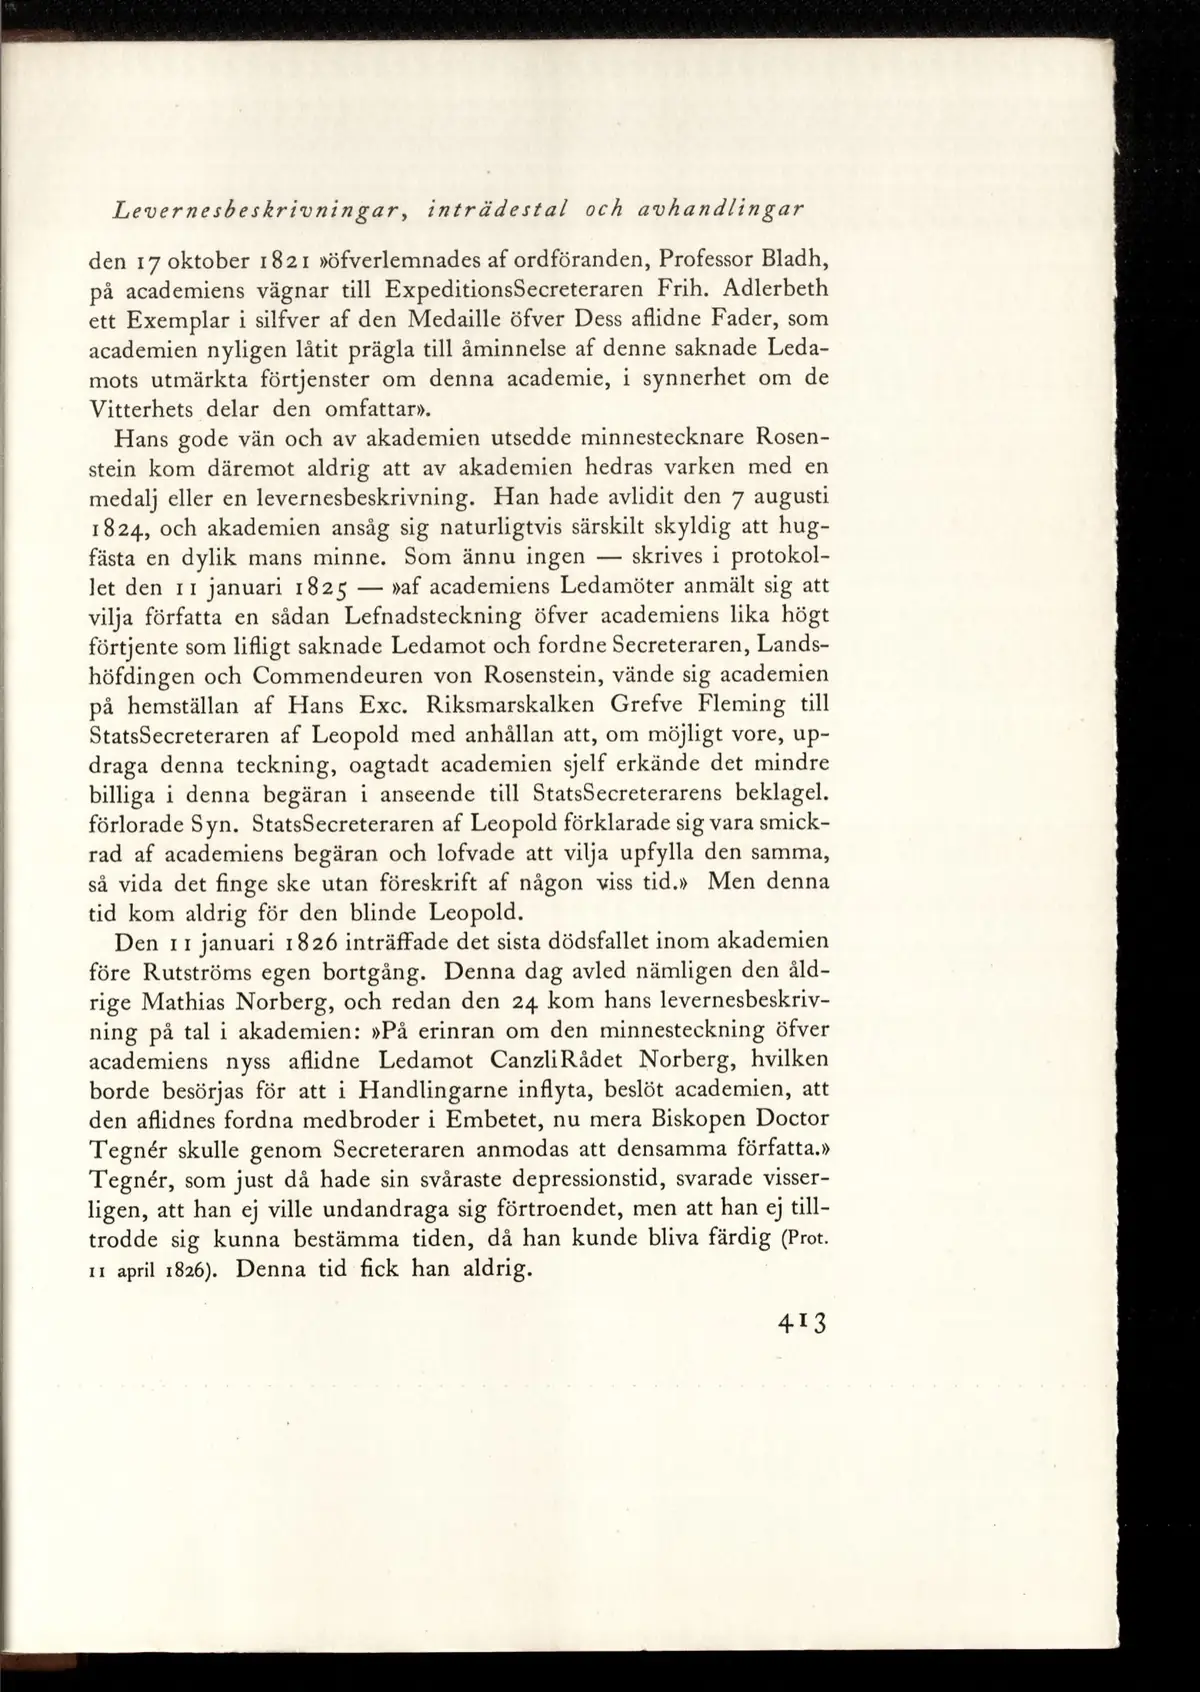 Levernesbeskrivningar, inträdestal och avhandlingar
den 17 oktober 1821 »öfverlemnades af ordföranden, Professor Bladh,
på academiens vägnar till ExpeditionsSecreteraren Frih. Adlerbeth
ett Exemplar i silfver af den Medaille öfver Dess aflidne Fader, som
academien nyligen låtit prägla till åminnelse af denne saknade Leda-
mots utmärkta förtjenster om denna academie, i synnerhet om de
Vitterhets delar den omfattar».
Hans gode vän och av akademien utsedde minnestecknare Rosen-
stein kom däremot aldrig att av akademien hedras varken med en
medalj eller en levernesbeskrivning. Han hade avlidit den 7 augusti
1824, och akademien ansåg sig naturligtvis särskilt skyldig att hug-
fästa en dylik mans minne. Som ännu ingen — skrives i protokol-
let den 11 januari 1825 — »af academiens Ledamöter anmält sig att
vilja författa en sådan Lefnadsteckning öfver academiens lika högt
förtjente som lifligt saknade Ledamot och fordne Secreteraren, Lands-
höfdingen och Commendeuren von Rosenstein, vände sig academien
på hemställan af Hans Exc. Riksmarskalken Grefve Fleming till
StatsSecreteraren af Leopold med anhållan att, om möjligt vore, up-
draga denna teckning, oagtadt academien sjelf erkände det mindre
billiga i denna begäran i anseende till StatsSecreterarens beklagel.
förlorade Syn. StatsSecreteraren af Leopold förklarade sig vara smick-
rad af academiens begäran och lofvade att vilja upfylla den samma,
så vida det finge ske utan föreskrift af någon viss tid.» Men denna
tid kom aldrig för den blinde Leopold.
Den 11 januari 1826 inträffade det sista dödsfallet inom akademien
före Rutströms egen bortgång. Denna dag avled nämligen den åld-
rige Mathias Norberg, och redan den 24 kom hans levernesbeskriv-
ning på tal i akademien: »På erinran om den minnesteckning öfver
academiens nyss aflidne Ledamot CanzliRådet Norberg, hvilken
borde besörjas för att i Handlingarne inflyta, beslöt academien, att
den aflidnes fordna medbroder i Embetet, nu mera Biskopen Doctor
Tegnér skulle genom Secreteraren anmodas att densamma författa.»
Tegnér, som just då hade sin svåraste depressionstid, svarade visser-
ligen, att han ej ville undandraga sig förtroendet, men att han ej till-
trodde sig kunna bestämma tiden, då han kunde bliva färdig (Prot.
11 april 1826). Denna tid fick han aldrig.
413